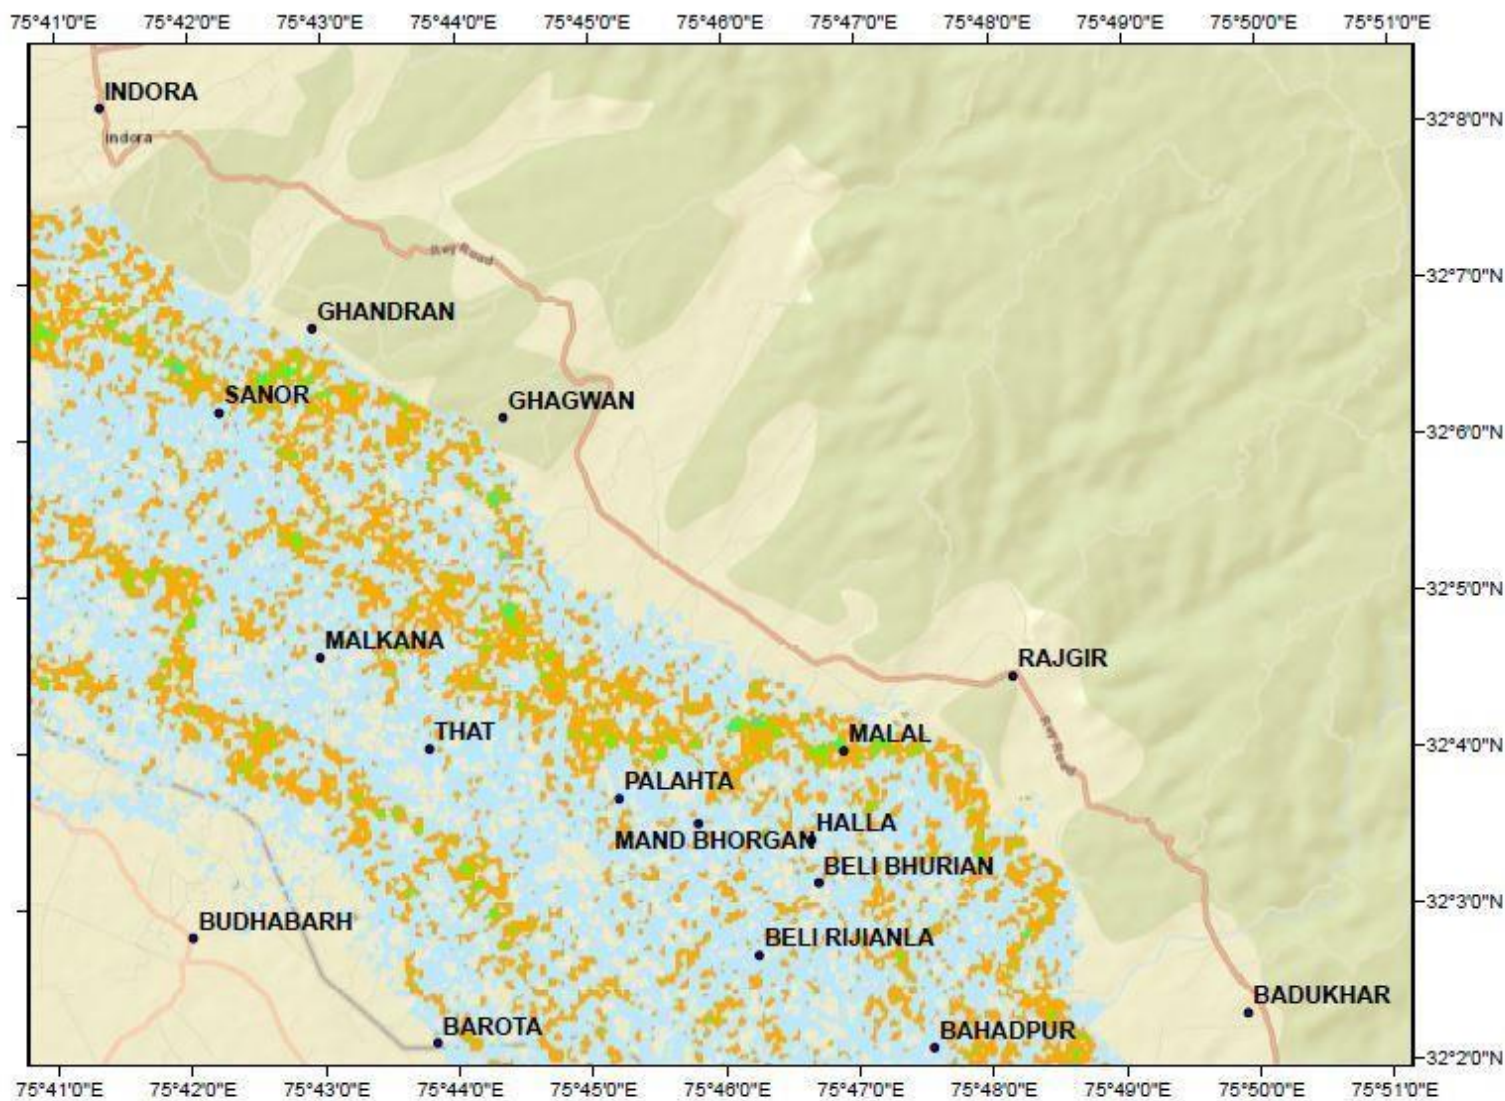 75°41'0"E 75°42'0"E 75°43'0"E 75°44'0"E 75°45'0"E 75°46'0"E 75°47'0"E 75°48'0"E 75°49'0"E 75°50'0"E 75°51'0"E
INDORA
32°8'0"N
Indora
Rwy Road
32°7'0"N
GHANDRAN
SANOR
GHAGWAN
32°6'0"N
32°5'0"N
MALKANA
RAJGIR
THAT
MALAL
32°4'0"N
Rwy Road
PALAHTA
HALLA
MAND BHORGAN
BELI BHURIAN
32°3'0"N
BUDHABARH
BELI RIJIANLA
BADUKHAR
BAROTA
BAHADPUR
32°2'0"N
75°41'0"E 75°42'0"E 75°43'0"E 75°44'0"E 75°45'0"E 75°46'0"E 75°47'0"E 75°48'0"E 75°49'0"E 75°50'0"E 75°51'0"E